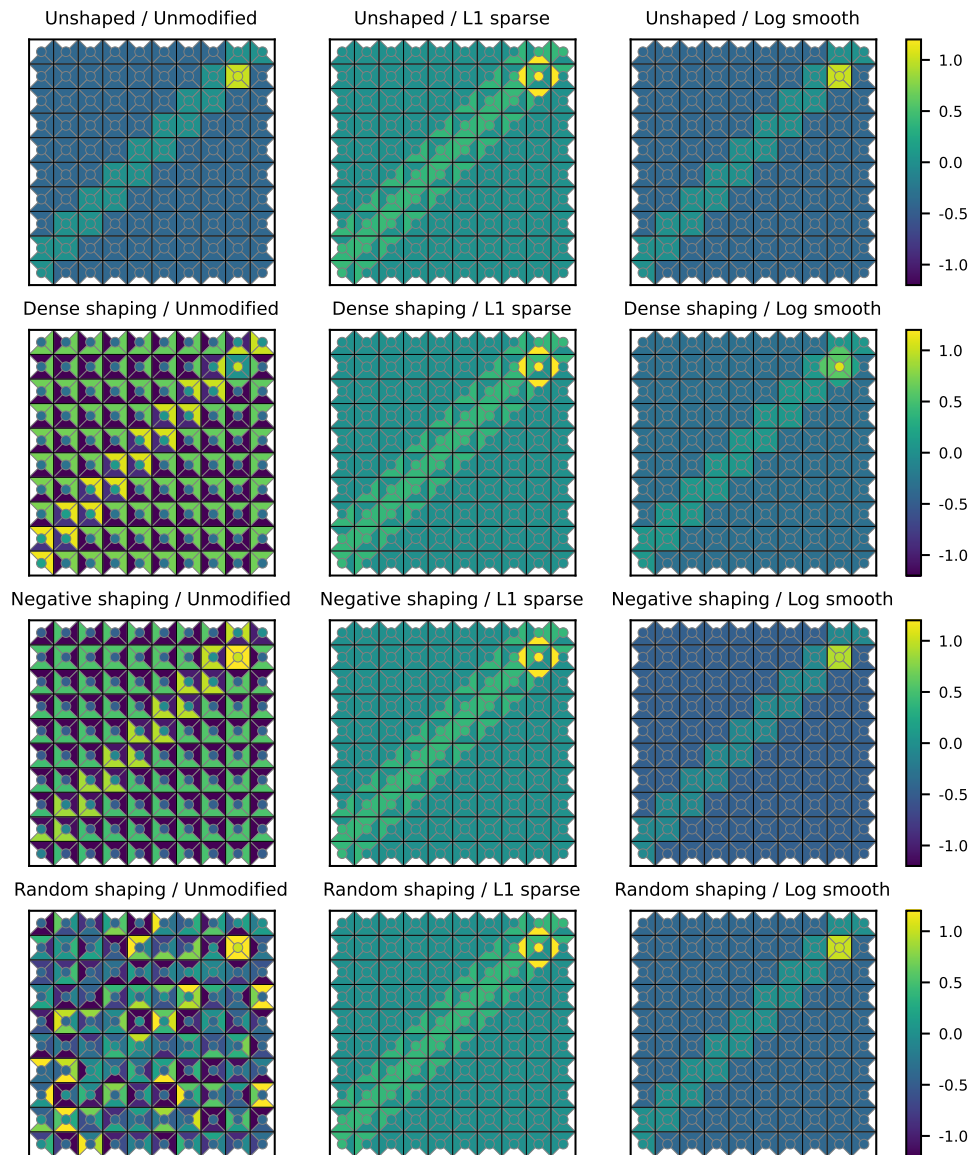 Unshaped / Unmodified
Unshaped / L1 sparse
Unshaped / Log smooth
1.0
0.5
0.0
-0.5
-1.0
Dense shaping / Unmodified
Dense shaping / L1 sparse
Dense shaping / Log smooth
1.0
0.5
0.0
-0.5
-1.0
Negative shaping / Unmodified
Negative shaping / L1 sparse
Negative shaping / Log smooth
1.0
0.5
0.0
-0.5
-1.0
Random shaping / Unmodified
Random shaping / L1 sparse
Random shaping / Log smooth
1.0
0.5
0.0
-0.5
-1.0